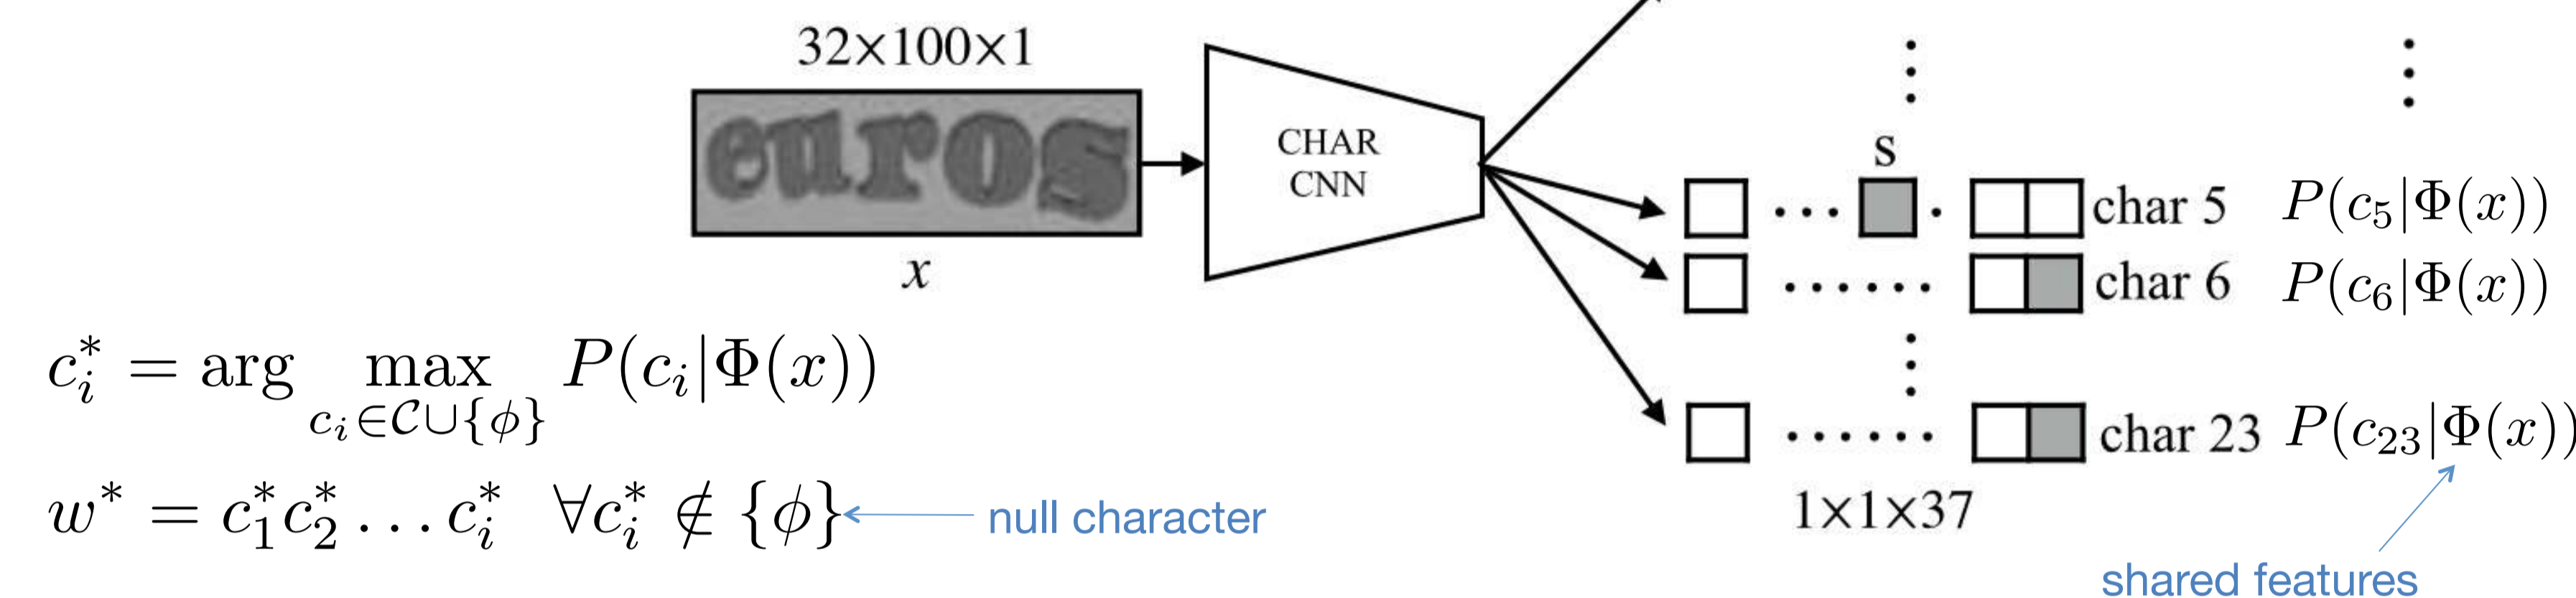 32×100×1
euros
x
CHAR
CNN
s
char 5 P(c₅|Φ(x))
char 6 P(c₆|Φ(x))
char 23 P(c₂₃|Φ(x))
1×1×37
shared features
c*ᵢ = arg max P(cᵢ|Φ(x))
cᵢ∈𝒞∪{ϕ}
w* = c*₁c*₂ ... c*ᵢ ∀c*ᵢ ∉ {ϕ}
null character